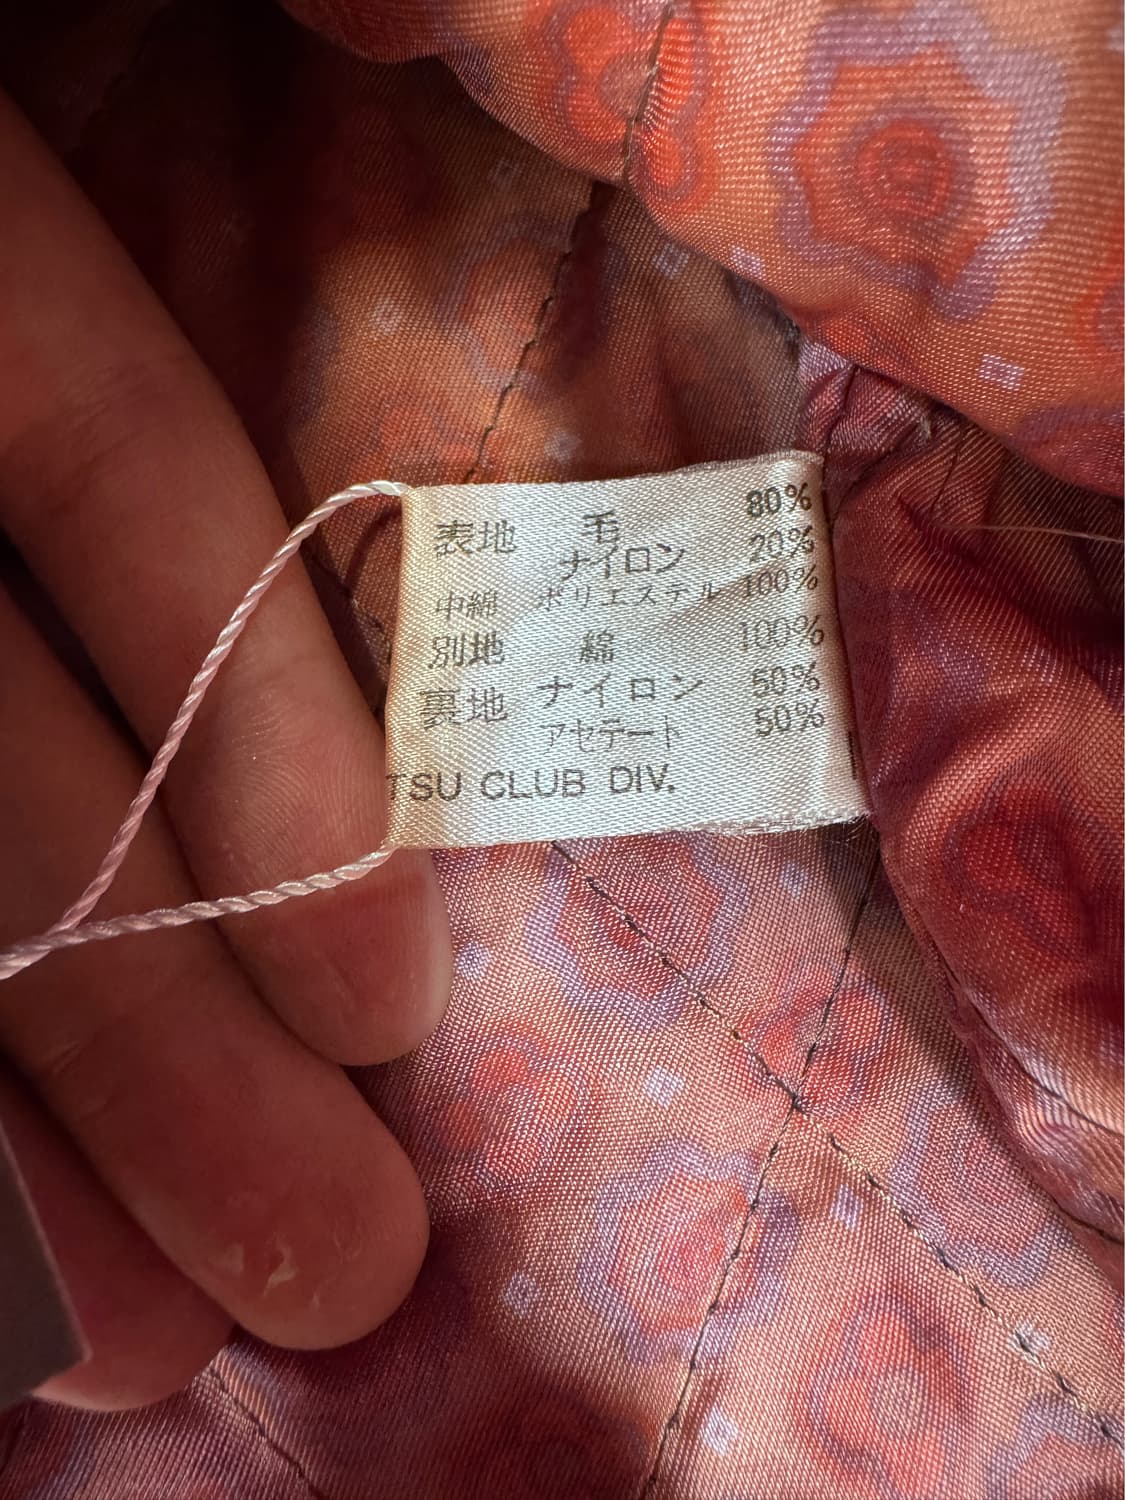 表地 毛 80%
ナイロン 20%
中綿 ポリエステル 100%
別地 綿 100%
裏地 ナイロン 50%
アセテート 50%
TSU CLUB DIV.